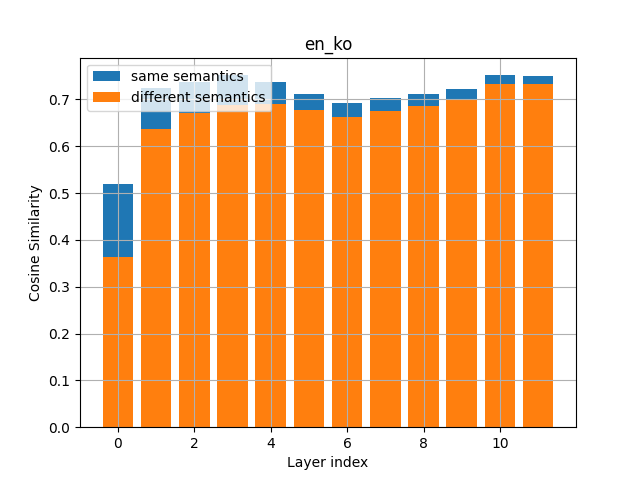 en_ko
same semantics
different semantics
Cosine Similarity
0.7
0.6
0.5
0.4
0.3
0.2
0.1
0.0
0 2 4 6 8 10
Layer index